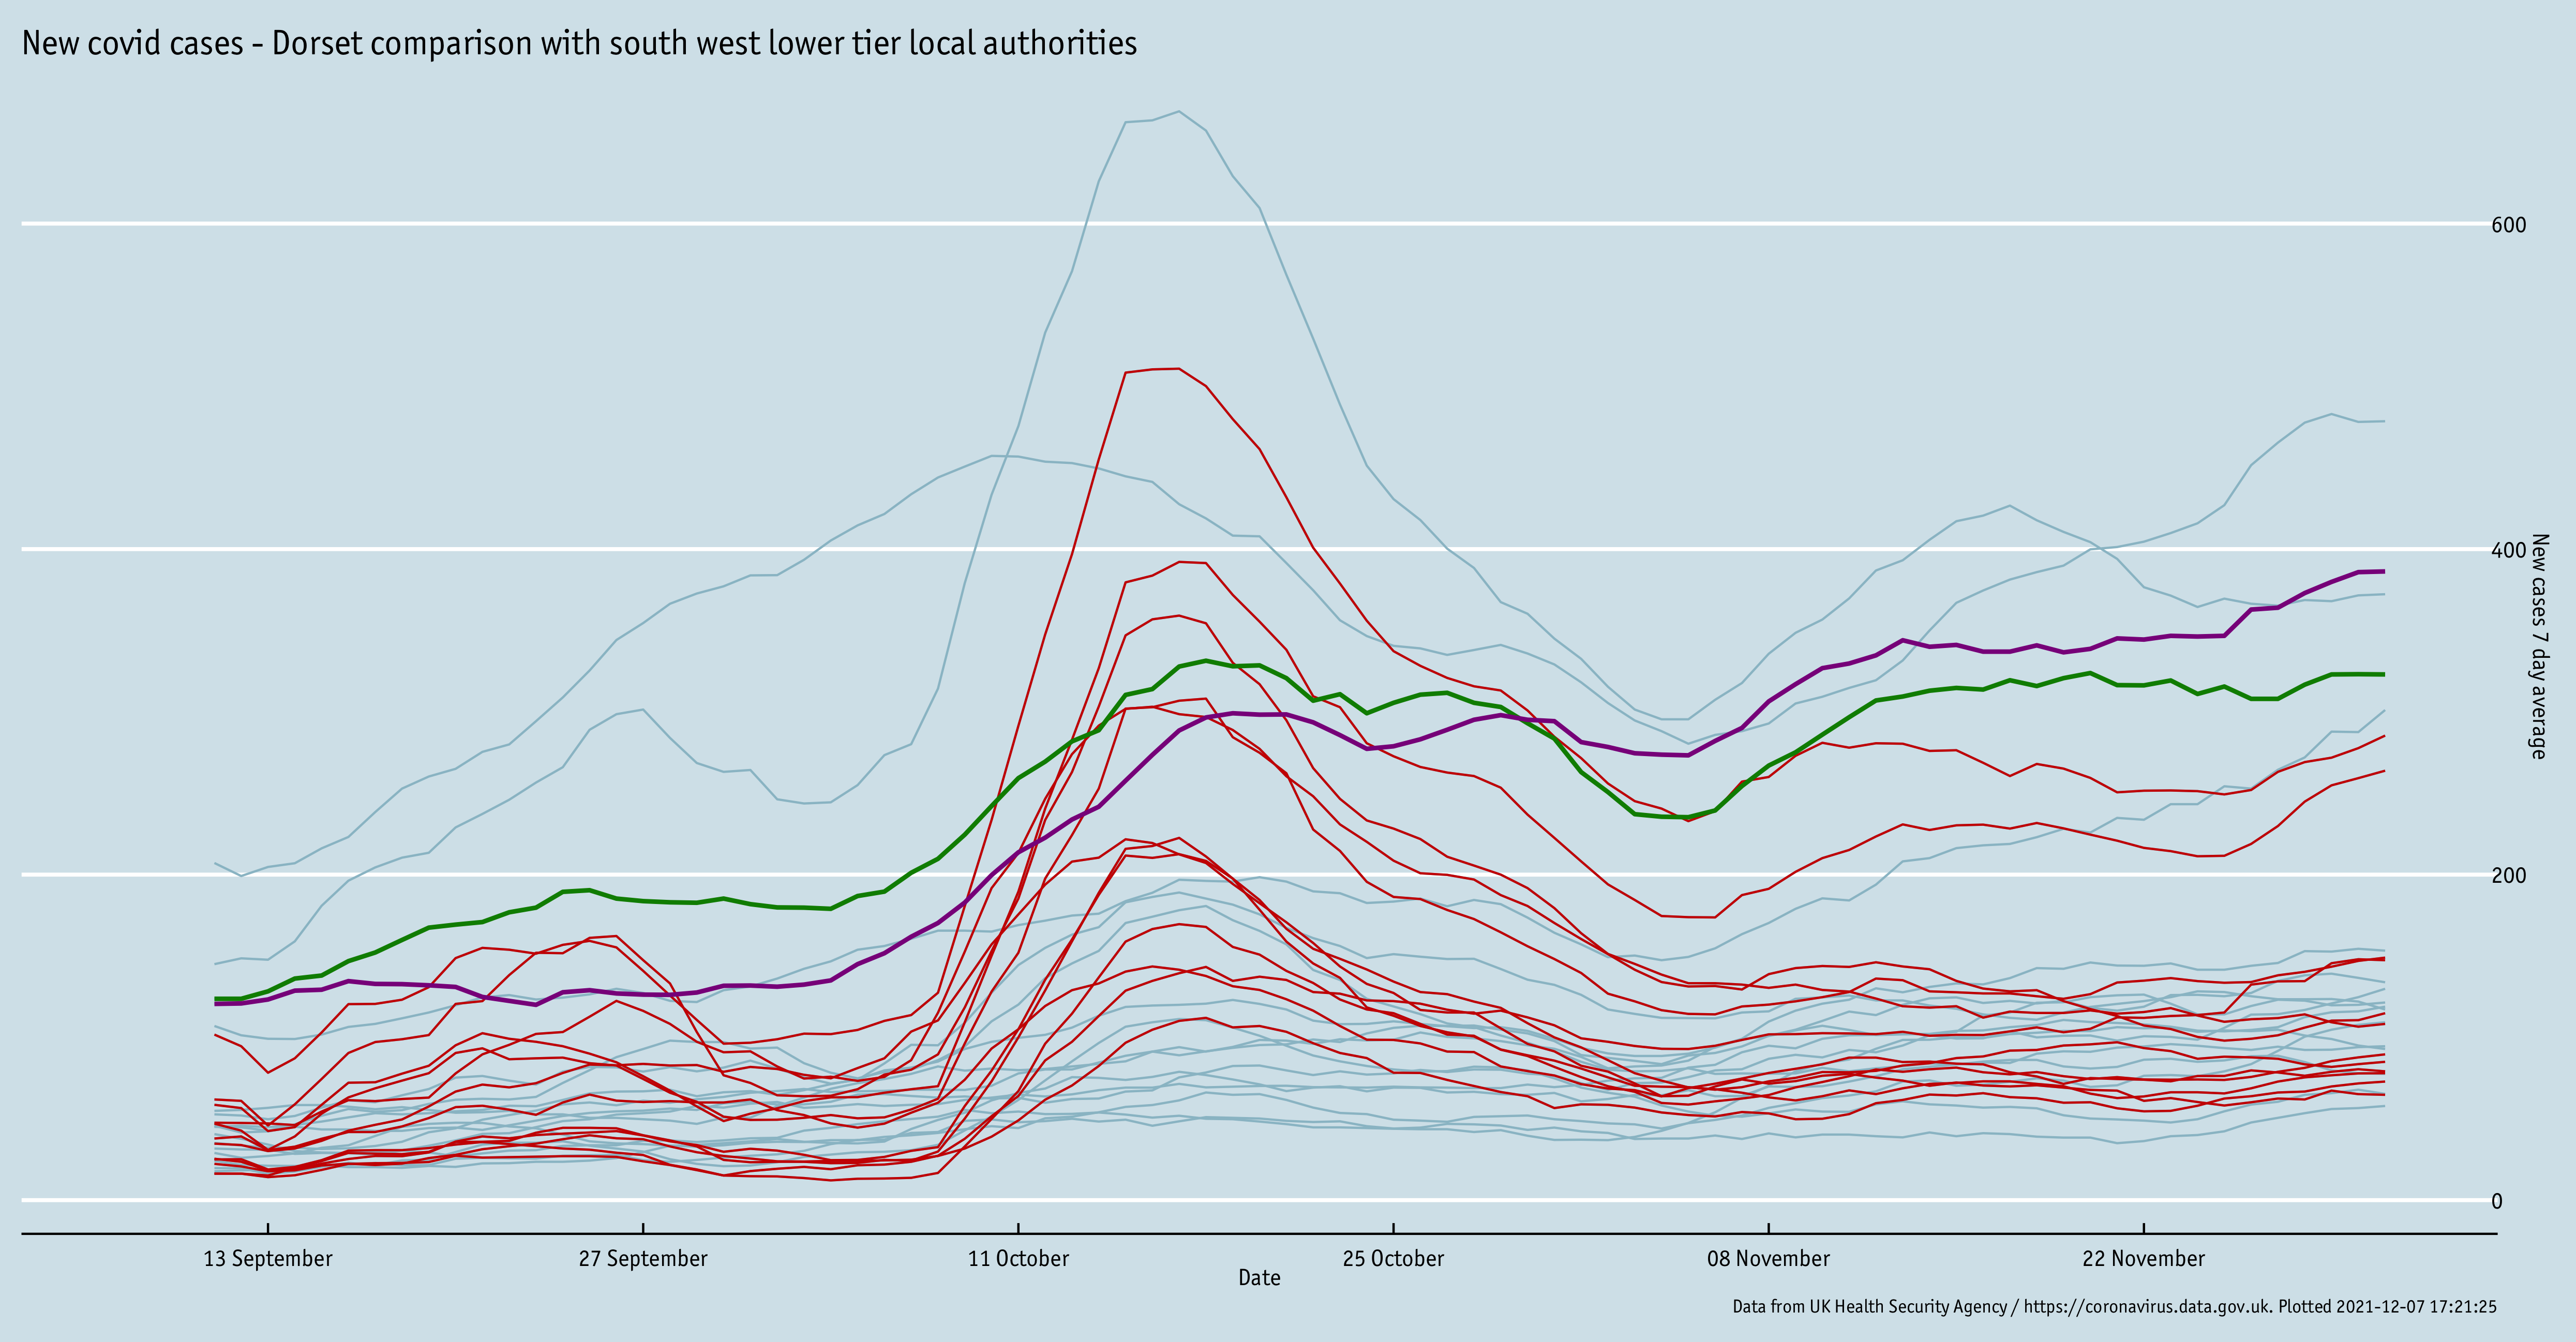 New covid cases - Dorset comparison with south west lower tier local authorities
600
400
200
0
New cases 7 day average
13 September
27 September
11 October
25 October
08 November
22 November
Date
Data from UK Health Security Agency / https://coronavirus.data.gov.uk. Plotted 2021-12-07 17:21:25